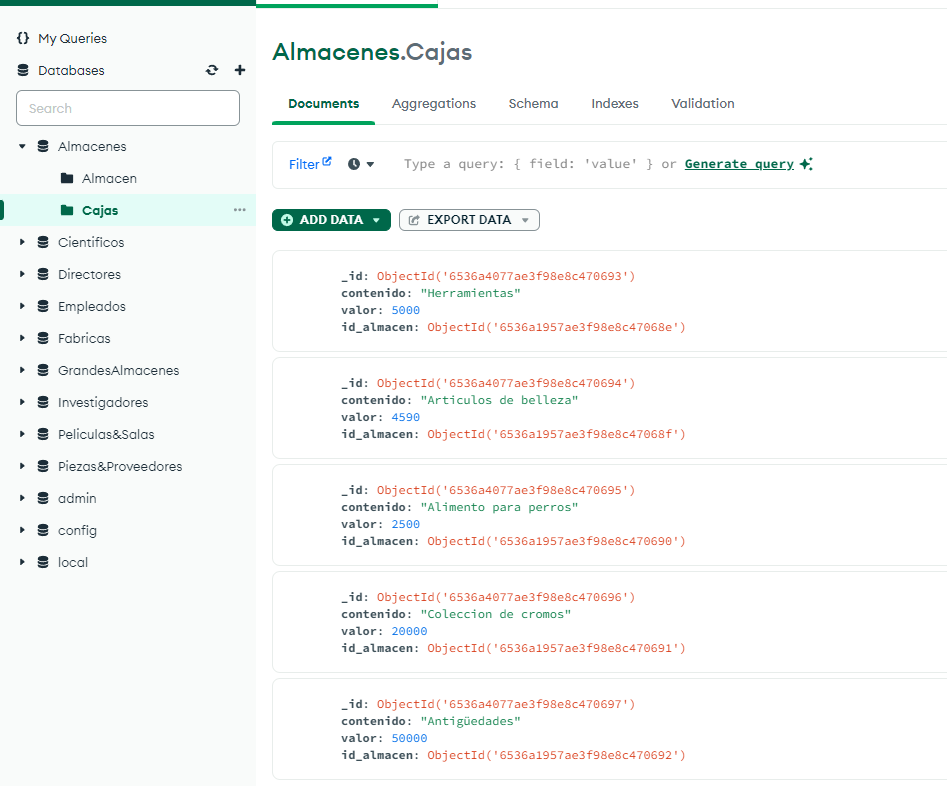 My Queries
Databases
Search
Almacenes
Almacen
Cajas
Cientificos
Directores
Empleados
Fabricas
GrandesAlmacenes
Investigadores
Peliculas&Salas
Piezas&Proveedores
admin
config
local
Almacenes.Cajas
Documents Aggregations Schema Indexes Validation
Filter Type a query: { field: 'value' } or Generate query
ADD DATA EXPORT DATA
_id: ObjectId('6536a4077ae3f98e8c470693')
contenido: "Herramientas"
valor: 5000
id_almacen: ObjectId('6536a1957ae3f98e8c47068e')
_id: ObjectId('6536a4077ae3f98e8c470694')
contenido: "Articulos de belleza"
valor: 4590
id_almacen: ObjectId('6536a1957ae3f98e8c47068f')
_id: ObjectId('6536a4077ae3f98e8c470695')
contenido: "Alimento para perros"
valor: 2500
id_almacen: ObjectId('6536a1957ae3f98e8c470690')
_id: ObjectId('6536a4077ae3f98e8c470696')
contenido: "Coleccion de cromos"
valor: 20000
id_almacen: ObjectId('6536a1957ae3f98e8c470691')
_id: ObjectId('6536a4077ae3f98e8c470697')
contenido: "Antigüedades"
valor: 50000
id_almacen: ObjectId('6536a1957ae3f98e8c470692')